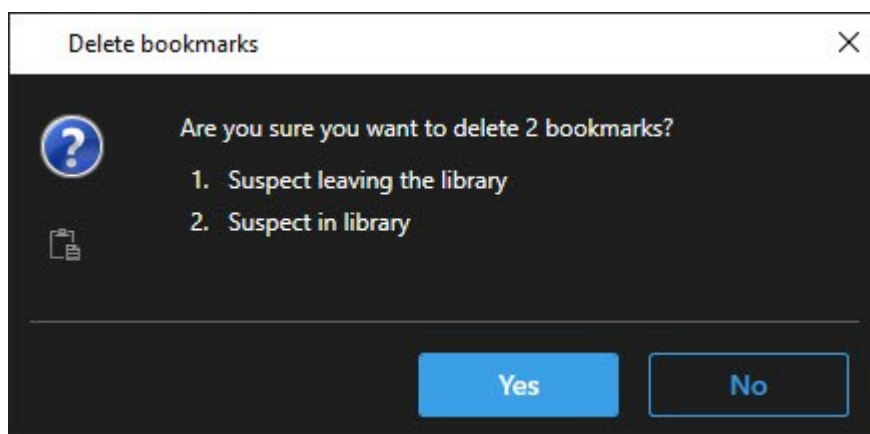 Delete bookmarks
Are you sure you want to delete 2 bookmarks?
1. Suspect leaving the library
2. Suspect in library
Yes No